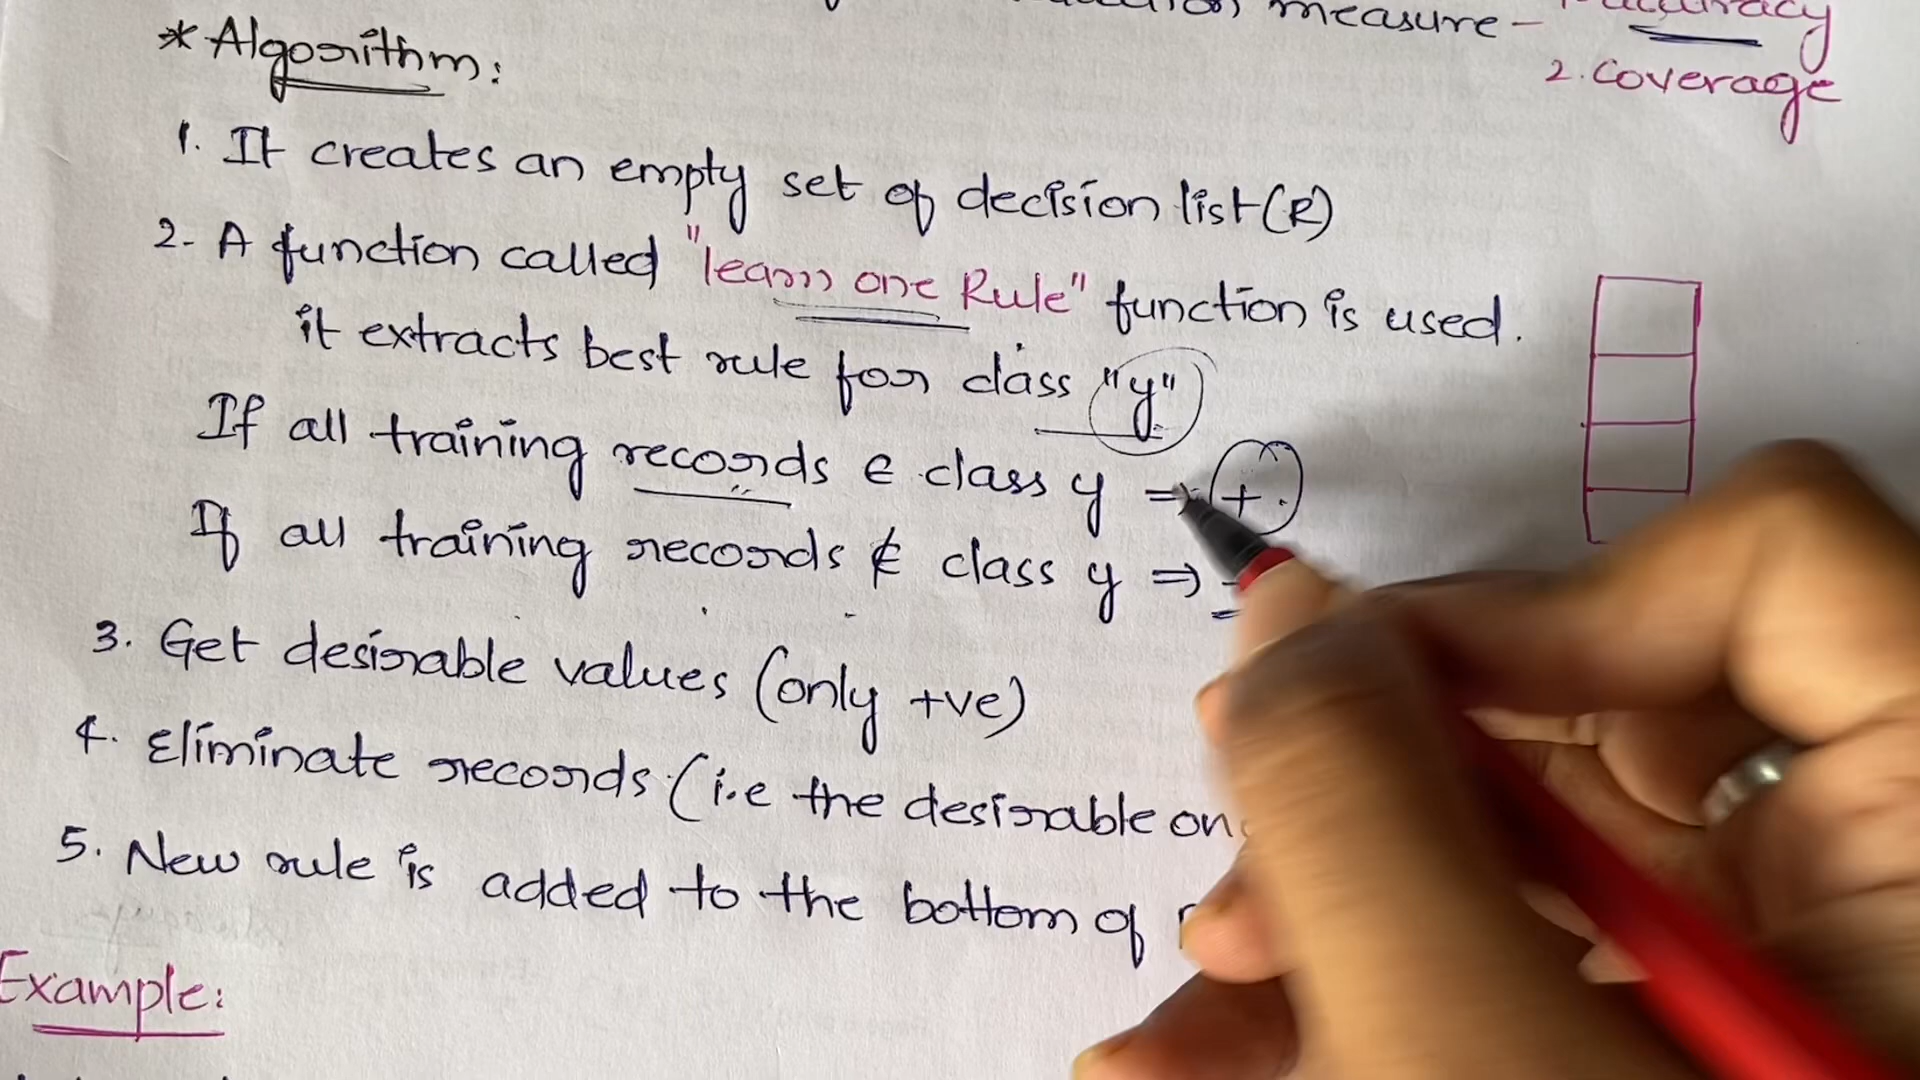 measure - 1. accuracy
2. Coverage
* Algorithm:
1. It creates an empty set of decision list (R)
2- A function called "learn one Rule" function is used.
it extracts best rule for class "y"
If all training records ∈ class y ⇒ +
If all training records ∉ class y ⇒ -
3. Get desirable values (only +ve)
4. Eliminate records (i.e the desirable
5. New rule is added to the bottom of
Example: